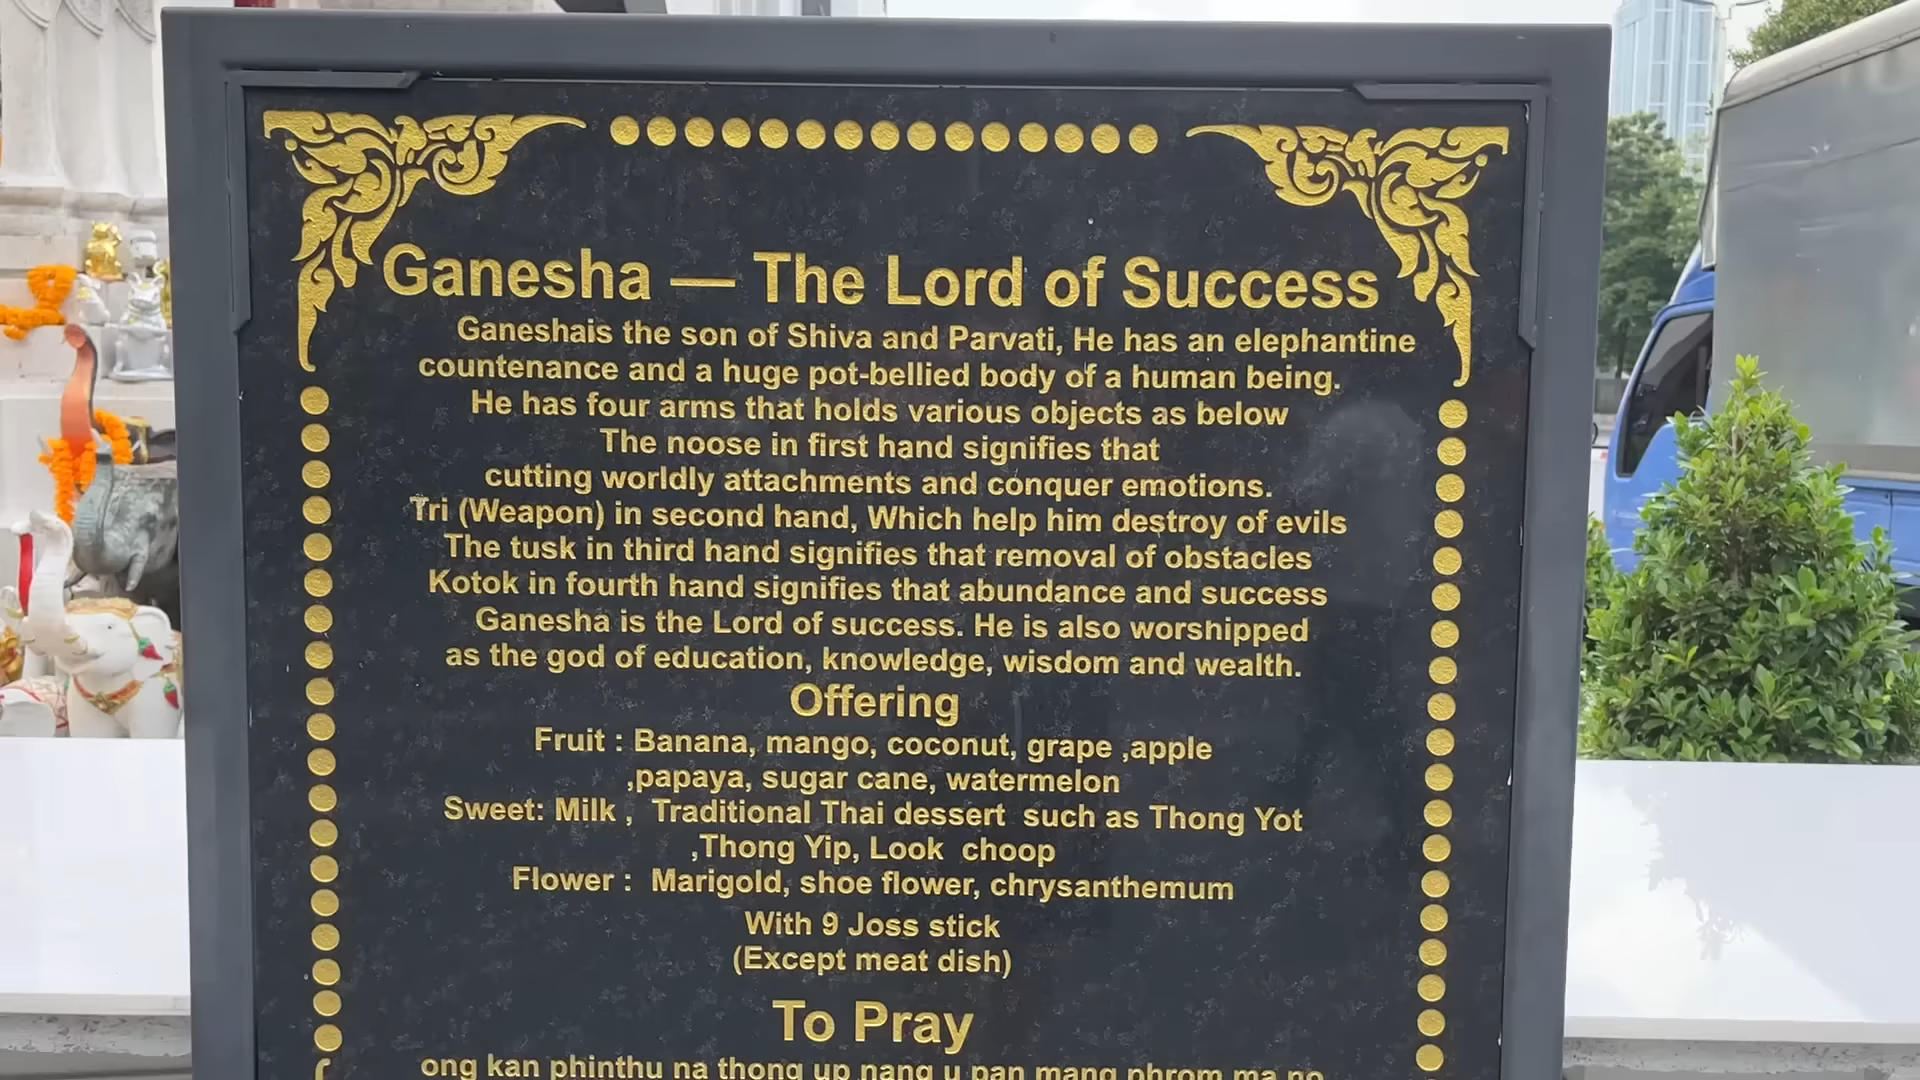 Ganesha — The Lord of Success
Ganeshais the son of Shiva and Parvati, He has an elephantine
countenance and a huge pot-bellied body of a human being.
He has four arms that holds various objects as below
The noose in first hand signifies that
cutting worldly attachments and conquer emotions.
Tri (Weapon) in second hand, Which help him destroy of evils
The tusk in third hand signifies that removal of obstacles
Kotok in fourth hand signifies that abundance and success
Ganesha is the Lord of success. He is also worshipped
as the god of education, knowledge, wisdom and wealth.
Offering
Fruit : Banana, mango, coconut, grape ,apple
,papaya, sugar cane, watermelon
Sweet: Milk , Traditional Thai dessert such as Thong Yot
,Thong Yip, Look choop
Flower : Marigold, shoe flower, chrysanthemum
With 9 Joss stick
(Except meat dish)
To Pray
ong kan phinthu na thong up nang u pan mang phrom ma no